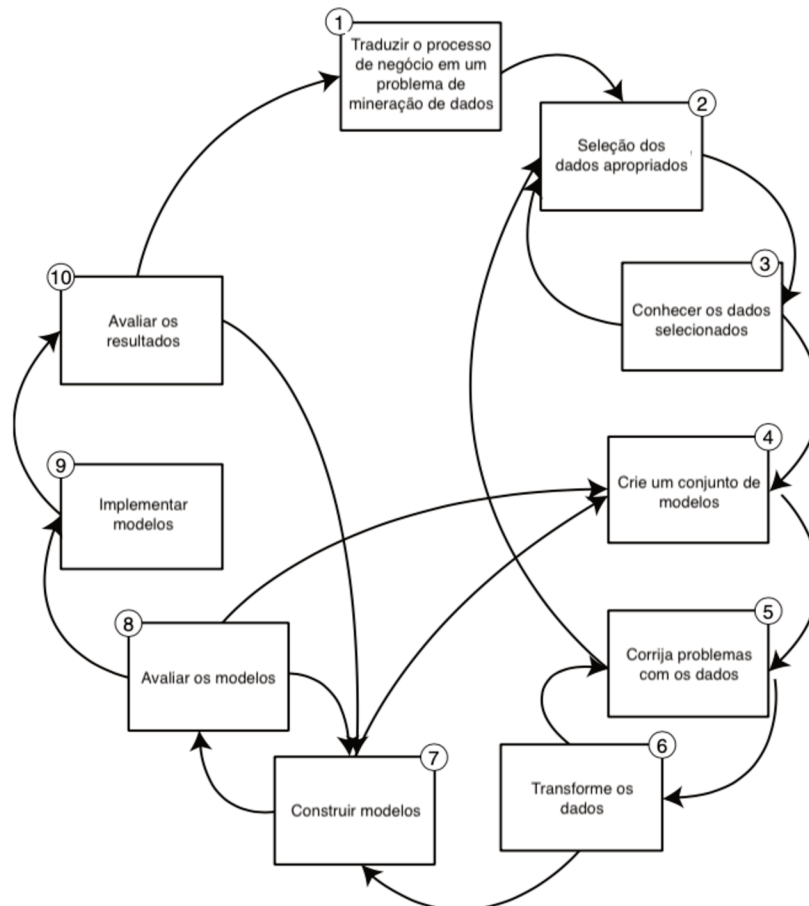 1
Traduzir o processo
de negócio em um
problema de
mineração de dados
2
Seleção dos
dados apropriados
3
Conhecer os dados
selecionados
4
Crie um conjunto de
modelos
5
Corrija problemas
com os dados
6
Transforme os
dados
7
Construir modelos
8
Avaliar os modelos
9
Implementar
modelos
10
Avaliar os
resultados